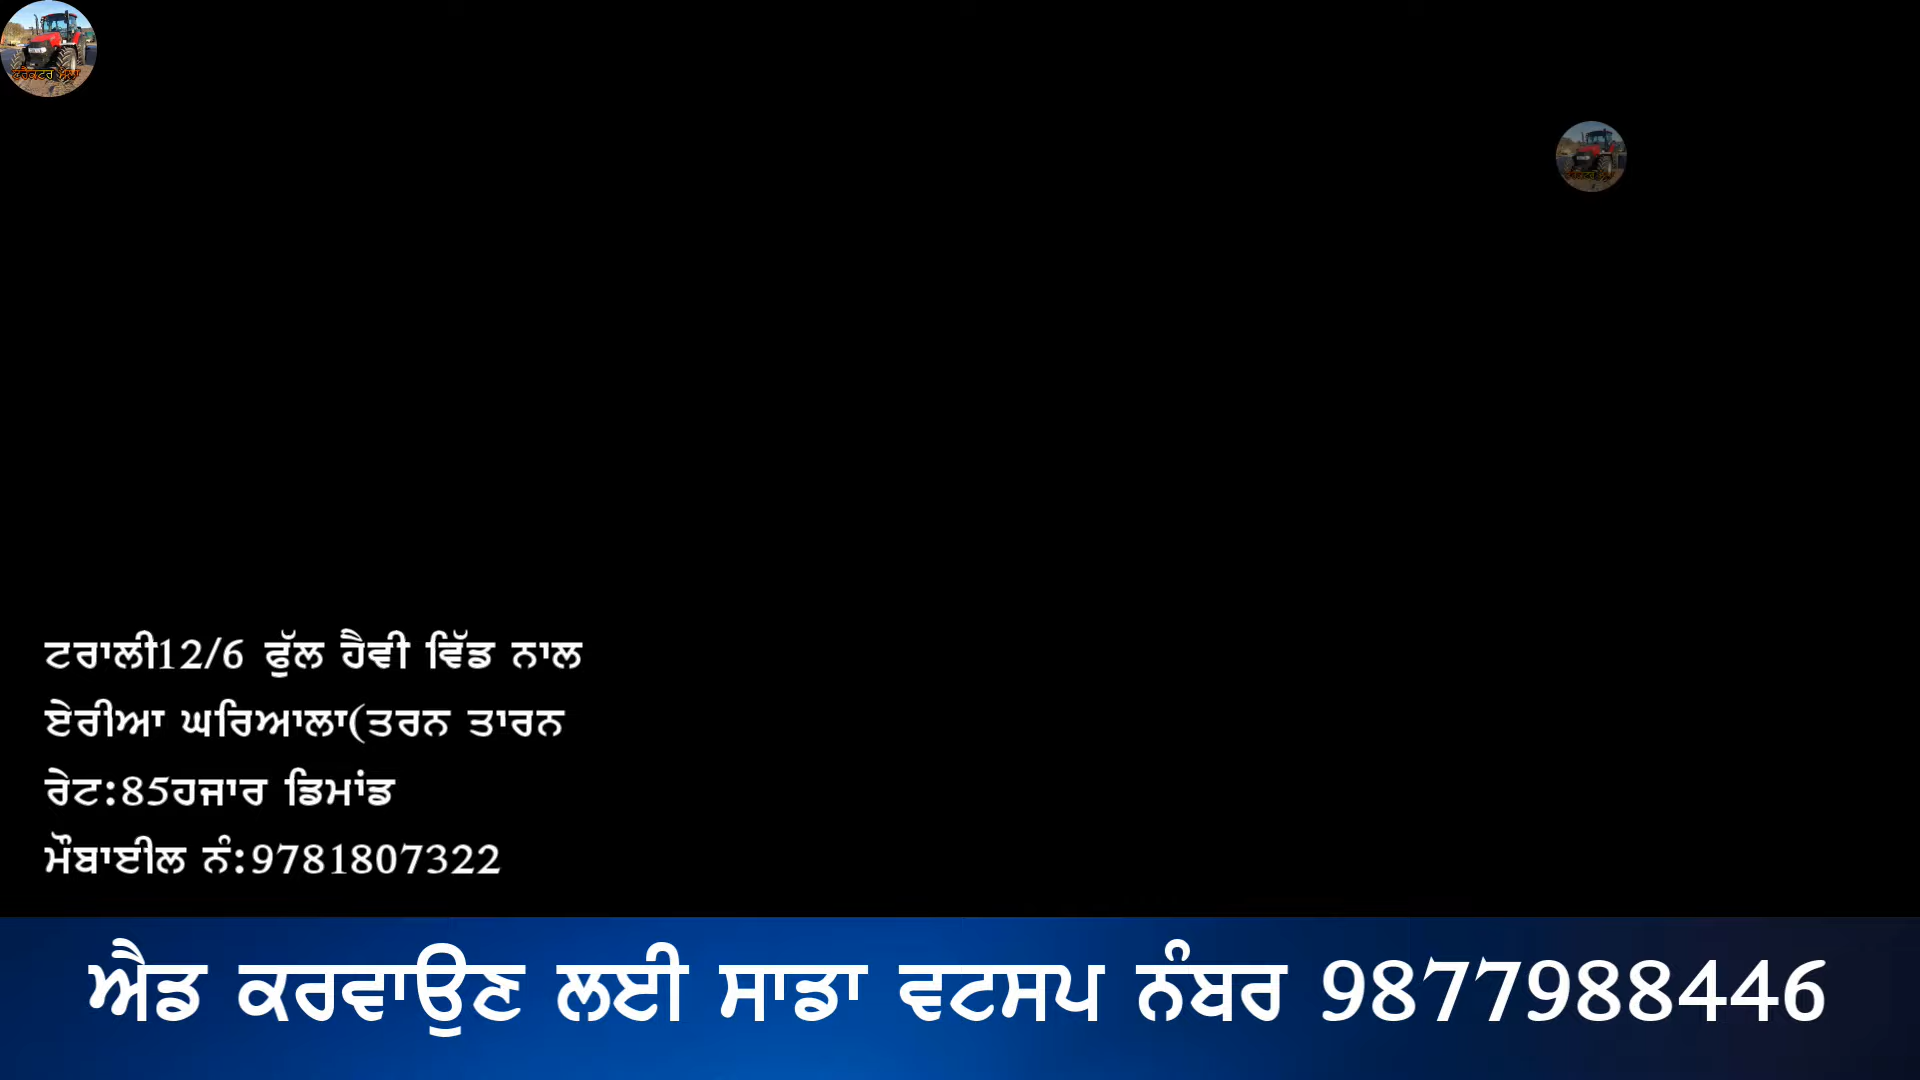 ਟਰਾਲੀ12/6 ਫੁੱਲ ਹੈਵੀ ਵਿੱਡ ਨਾਲ
ਏਰੀਆ ਘਰਿਆਲਾ(ਤਰਨ ਤਾਰਨ
ਰੇਟ:85ਹਜਾਰ ਡਿਮਾਂਡ
ਮੌਬਾਈਲ ਨੰ:9781807322
ਐਡ ਕਰਵਾਉਣ ਲਈ ਸਾਡਾ ਵਟਸਪ ਨੰਬਰ 9877988446